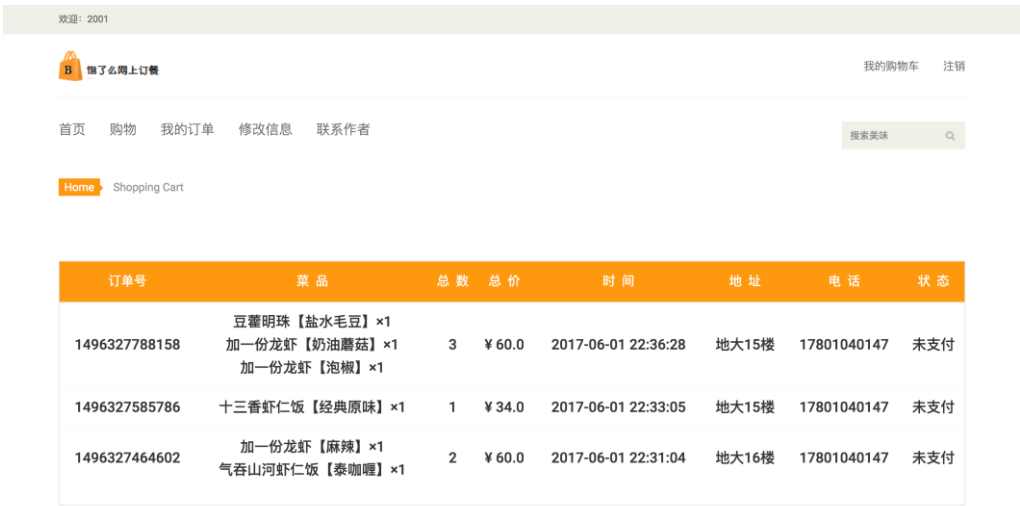 欢迎：2001
B 饱了么网上订餐
我的购物车 注销
首页 购物 我的订单 修改信息 联系作者
搜索美味
Home Shopping Cart
订单号 菜 品 总 数 总 价 时 间 地 址 电 话 状 态
豆蕾明珠【盐水毛豆】×1
1496327788158 加一份龙虾【奶油蘑菇】×1 3 ¥ 60.0 2017-06-01 22:36:28 地大15楼 17801040147 未支付
加一份龙虾【泡椒】×1
1496327585786 十三香虾仁饭【经典原味】×1 1 ¥ 34.0 2017-06-01 22:33:05 地大15楼 17801040147 未支付
加一份龙虾【麻辣】×1
1496327464602 2 ¥ 60.0 2017-06-01 22:31:04 地大16楼 17801040147 未支付
气吞山河虾仁饭【泰咖喱】×1